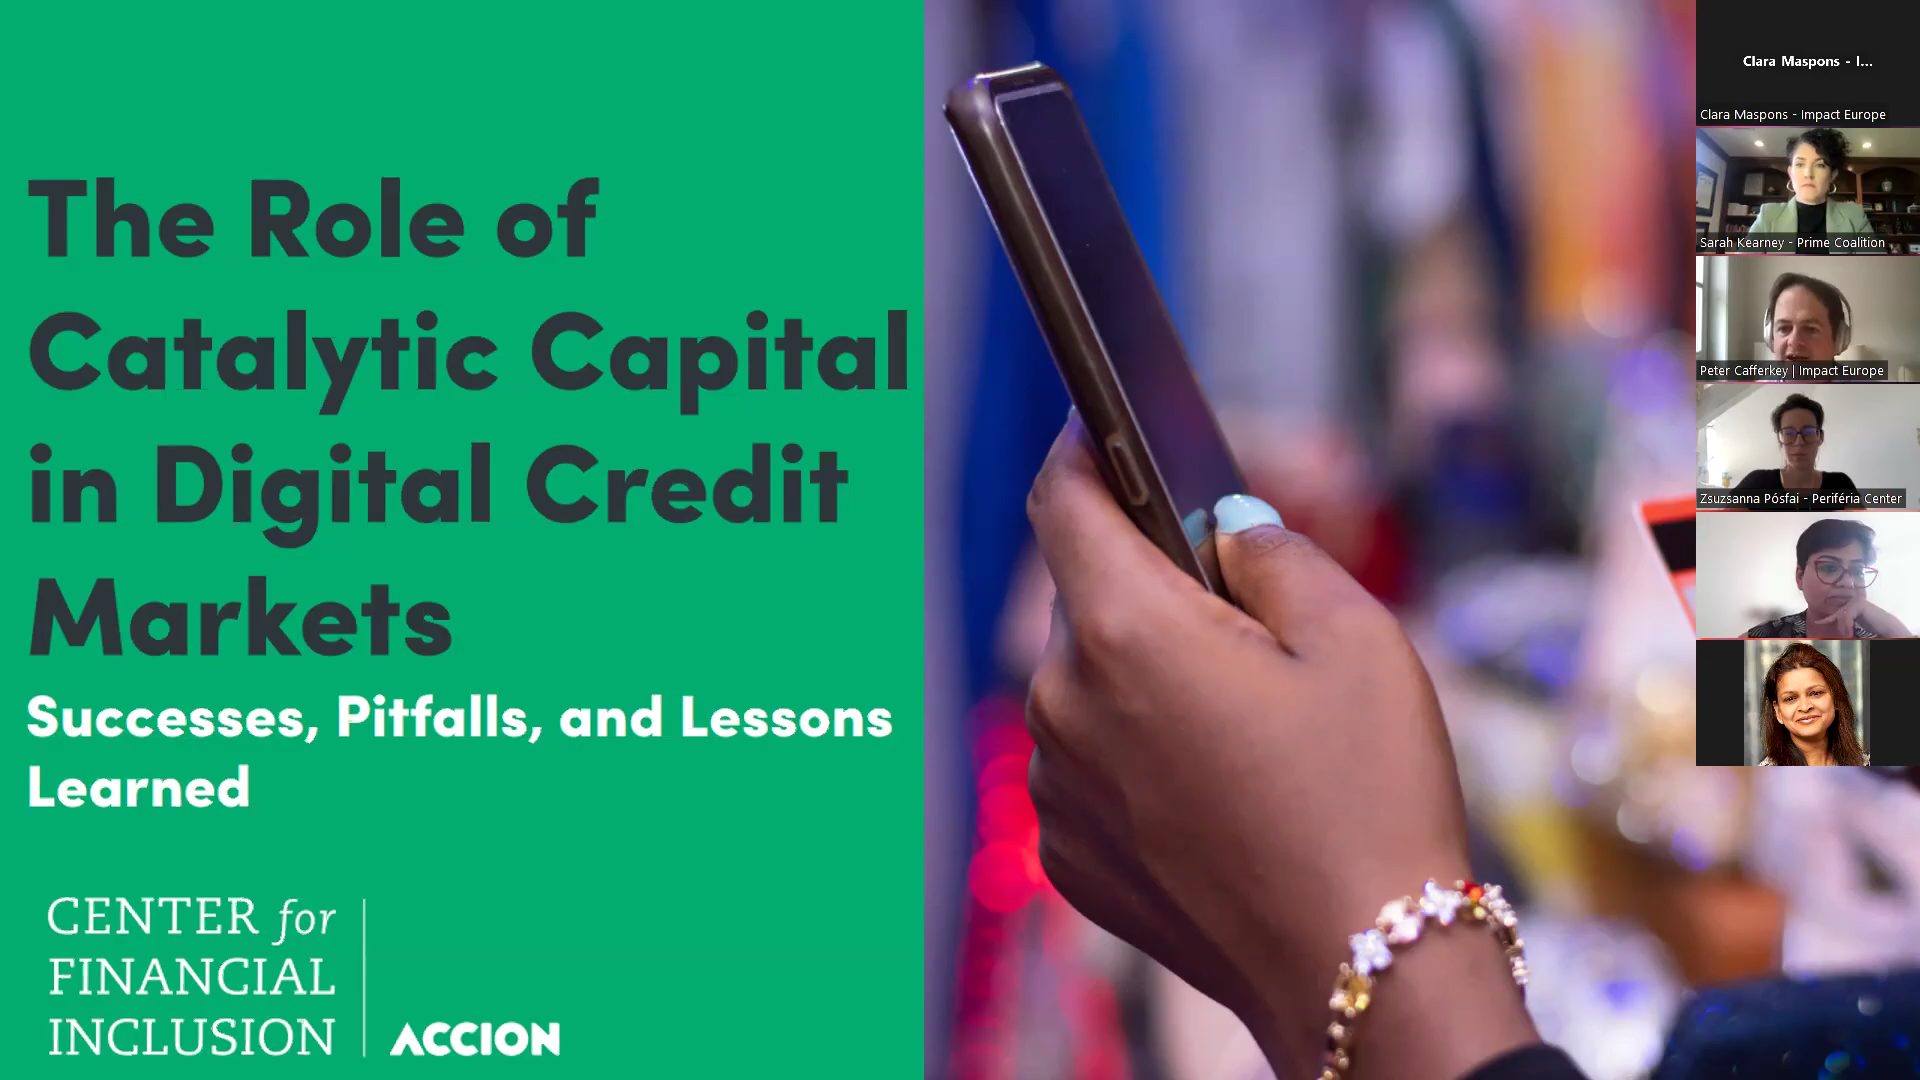 The Role of
Catalytic Capital
in Digital Credit
Markets
Successes, Pitfalls, and Lessons
Learned
CENTER for
FINANCIAL
INCLUSION
ACCION
Clara Maspons - I...
Clara Maspons - Impact Europe
Sarah Kearney - Prime Coalition
Peter Cafferkey | Impact Europe
Zsuzsanna Pósfai - Periféria Center